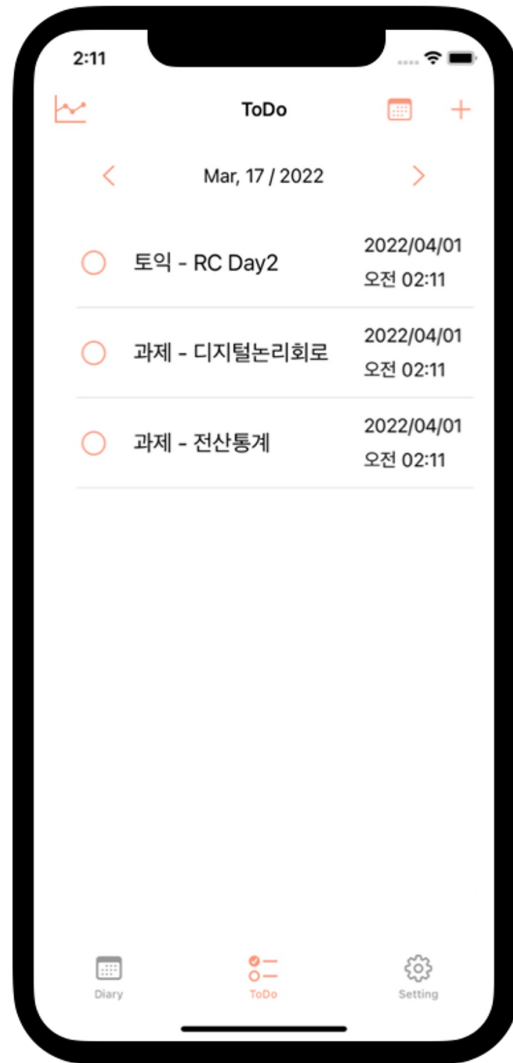 2:11
ToDo
Mar, 17 / 2022
토익 - RC Day2
2022/04/01
오전 02:11
과제 - 디지털논리회로
2022/04/01
오전 02:11
과제 - 전산통계
2022/04/01
오전 02:11
Diary
ToDo
Setting